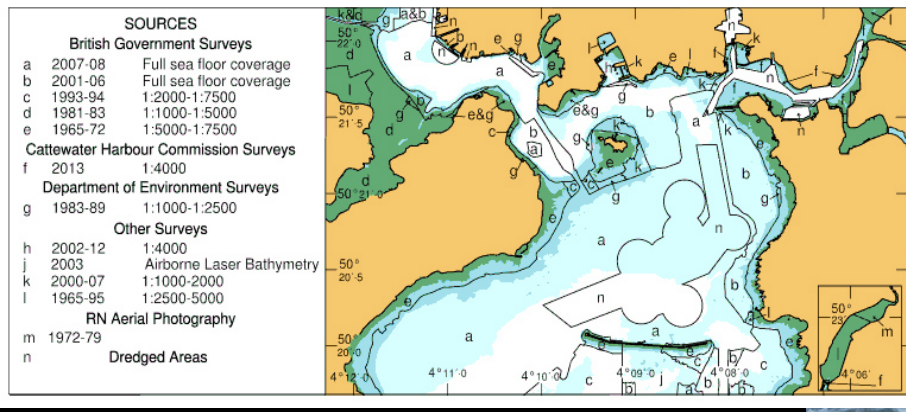 SOURCES
British Government Surveys
a 2007-08 Full sea floor coverage
b 2001-06 Full sea floor coverage
c 1993-94 1:2000-1:7500
d 1981-83 1:1000-1:5000
e 1965-72 1:5000-1:7500
Cattewater Harbour Commission Surveys
f 2013 1:4000
Department of Environment Surveys
g 1983-89 1:1000-1:2500
Other Surveys
h 2002-12 1:4000
j 2003 Airborne Laser Bathymetry
k 2000-07 1:1000-2000
l 1965-95 1:2500-5000
RN Aerial Photography
m 1972-79
n Dredged Areas
k&d a&b n
g
50°
22'·0
b n e g
d a a l h k e l f k n f l
l
50°
21'·5
k b g
d
e&g e&g
c
g b
a k
n
b
a
g
k
e
d
50° 21'·0
g c c g k
e
b
g
a
n
50°
20'·5
e
n
b
l
a
a
50°
20'·0
e e
c b b
c b j a l b c
4°12'·0 4°11'·0 4°10'·0 4°09'·0 4°08'·0
50°
23'
m
l
4°06'
f